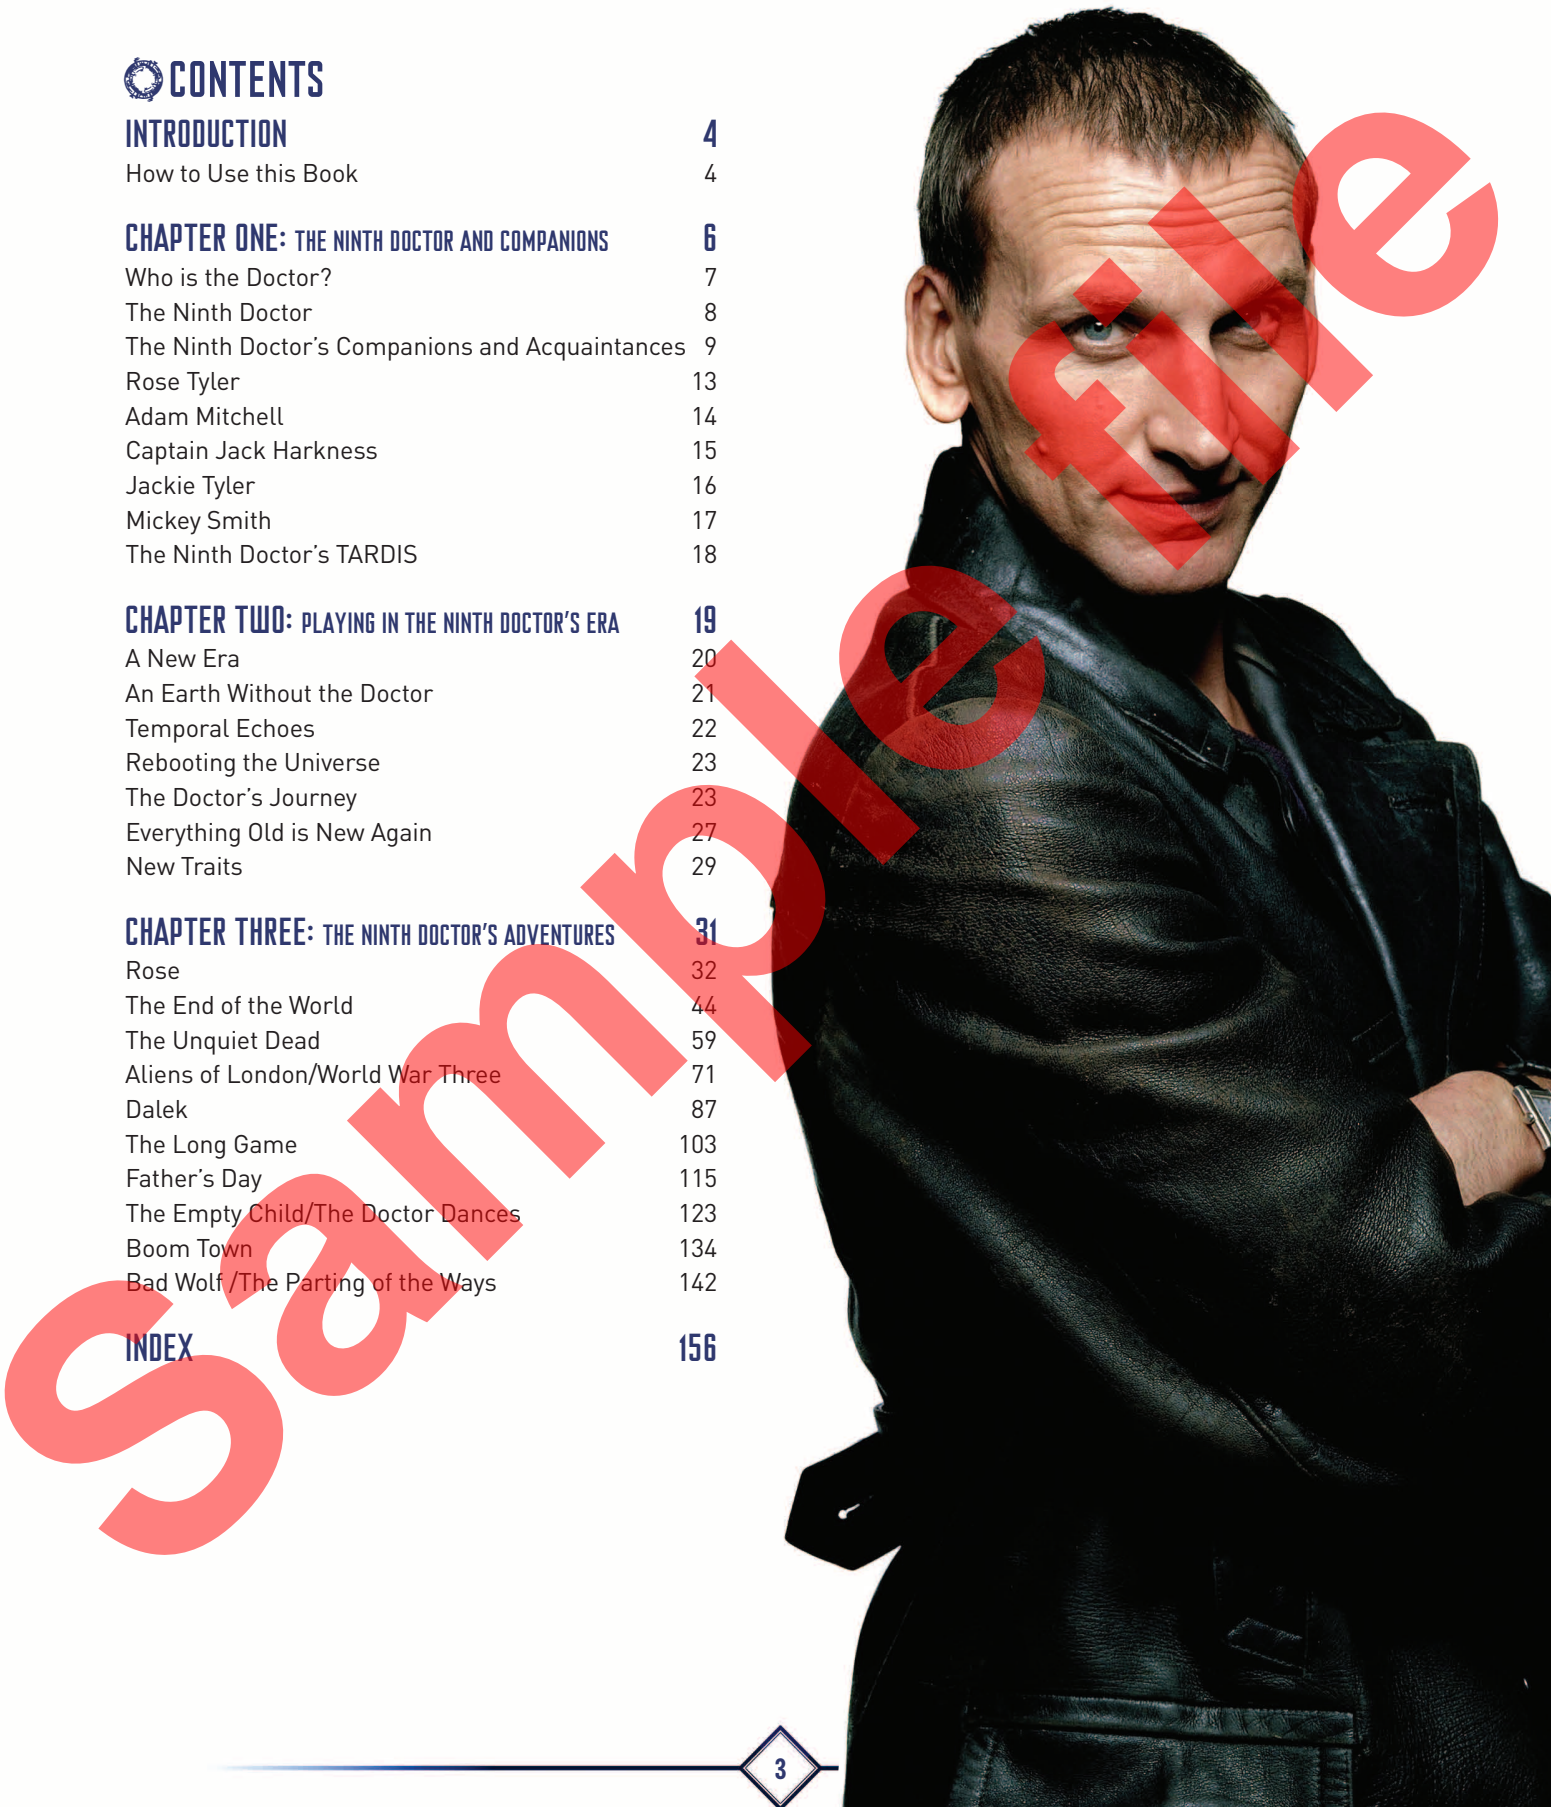 CONTENTS
INTRODUCTION 4
How to Use this Book 4
CHAPTER ONE: THE NINTH DOCTOR AND COMPANIONS 6
Who is the Doctor? 7
The Ninth Doctor 8
The Ninth Doctor’s Companions and Acquaintances 9
Rose Tyler 13
Adam Mitchell 14
Captain Jack Harkness 15
Jackie Tyler 16
Mickey Smith 17
The Ninth Doctor’s TARDIS 18
CHAPTER TWO: PLAYING IN THE NINTH DOCTOR’S ERA 19
A New Era 20
An Earth Without the Doctor 21
Temporal Echoes 22
Rebooting the Universe 23
The Doctor’s Journey 23
Everything Old is New Again 27
New Traits 29
CHAPTER THREE: THE NINTH DOCTOR’S ADVENTURES 31
Rose 32
The End of the World 44
The Unquiet Dead 59
Aliens of London/World War Three 71
Dalek 87
The Long Game 103
Father’s Day 115
The Empty Child/The Doctor Dances 123
Boom Town 134
Bad Wolf /The Parting of the Ways 142
INDEX 156
Sample file
3